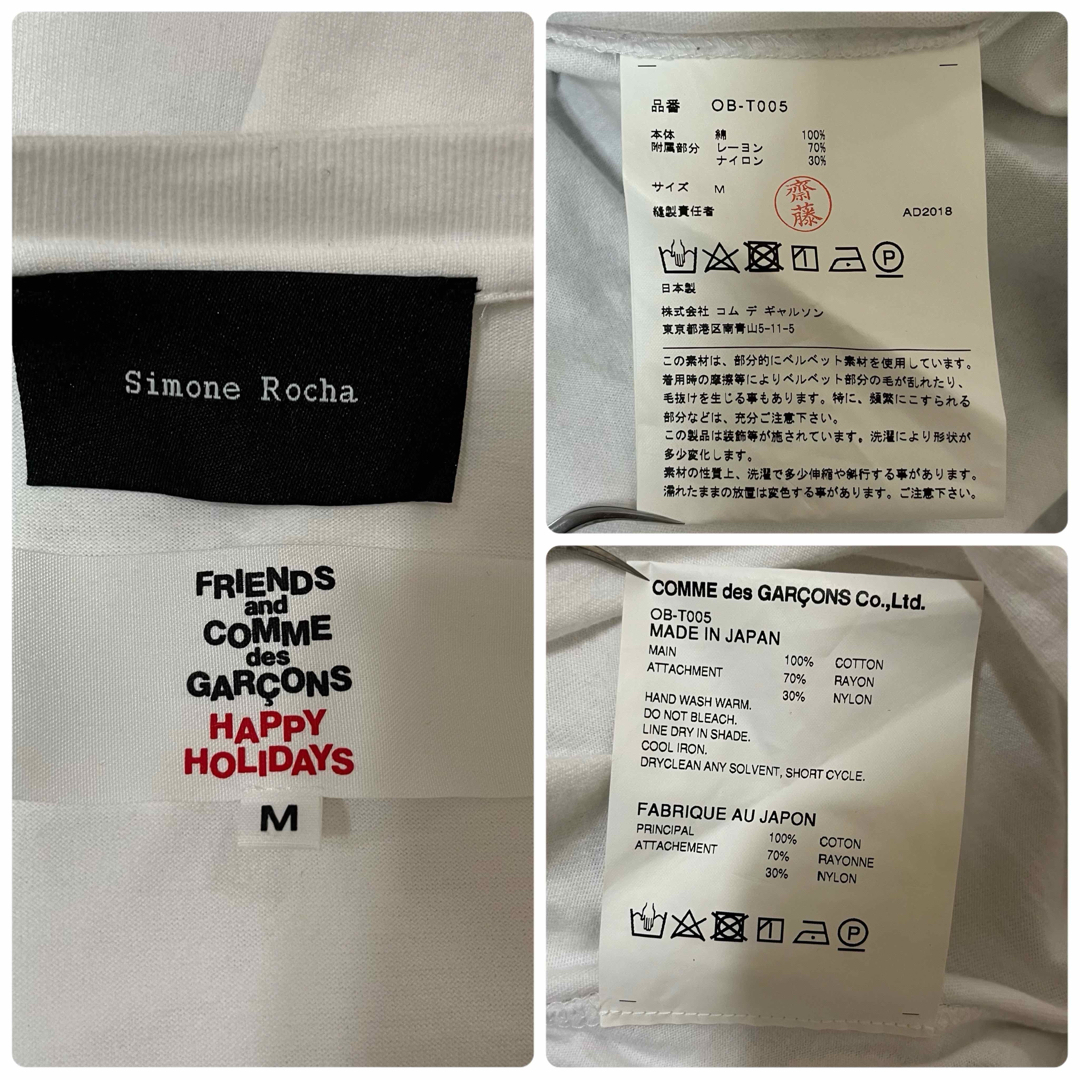 Simone Rocha
FRIENDS
and
COMME
des
GARÇONS
HAPPY
HOLIDAYS
M
品番 OB-T005
本体 綿 100%
附属部分 レーヨン 70%
ナイロン 30%
サイズ M
縫製責任者 齋藤 AD2018
日本製
株式会社 コム デ ギャルソン
東京都港区南青山5-11-5
この素材は、部分的にベルベット素材を使用しています。
着用時の摩擦等によりベルベット部分の毛が乱れたり、
毛抜けを生じる事もあります。特に、頻繁にこすられる
部分などは、充分ご注意下さい。
この製品は装飾等が施されています。洗濯により形状が
多少変化します。
素材の性質上、洗濯で多少伸縮や斜行する事があります。
濡れたままの放置は変色する事があります。ご注意下さい。
COMME des GARÇONS Co.,Ltd.
OB-T005
MADE IN JAPAN
MAIN 100% COTTON
ATTACHMENT 70% RAYON
30% NYLON
HAND WASH WARM.
DO NOT BLEACH.
LINE DRY IN SHADE.
COOL IRON.
DRYCLEAN ANY SOLVENT, SHORT CYCLE.
FABRIQUE AU JAPON
PRINCIPAL 100% COTON
ATTACHEMENT 70% RAYONNE
30% NYLON